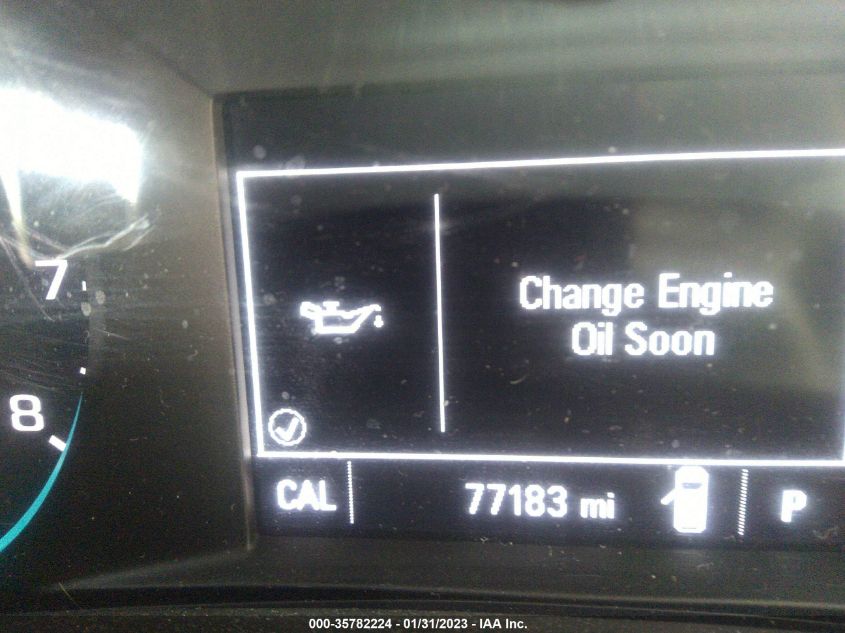 7
8
Change Engine
Oil Soon
CAL
77183 mi
P
000-35782224 - 01/31/2023 - IAA Inc.